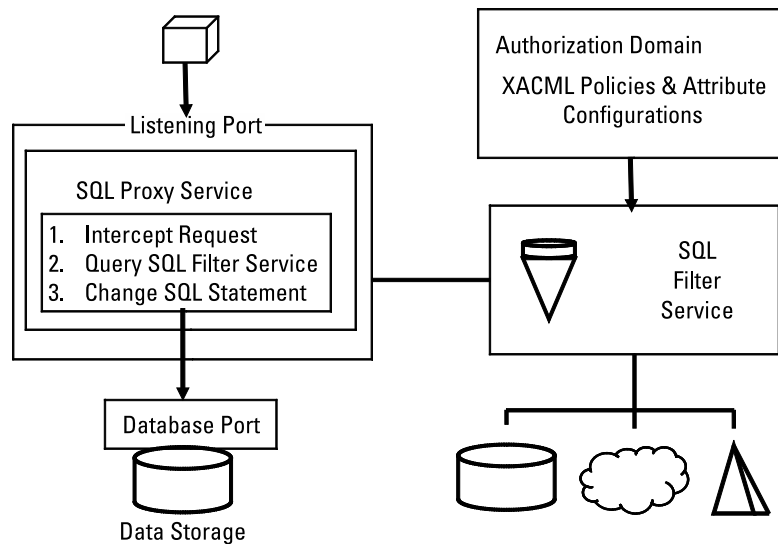 Listening Port
SQL Proxy Service
1. Intercept Request
2. Query SQL Filter Service
3. Change SQL Statement
Database Port
Data Storage
Authorization Domain
XACML Policies & Attribute
Configurations
SQL
Filter
Service